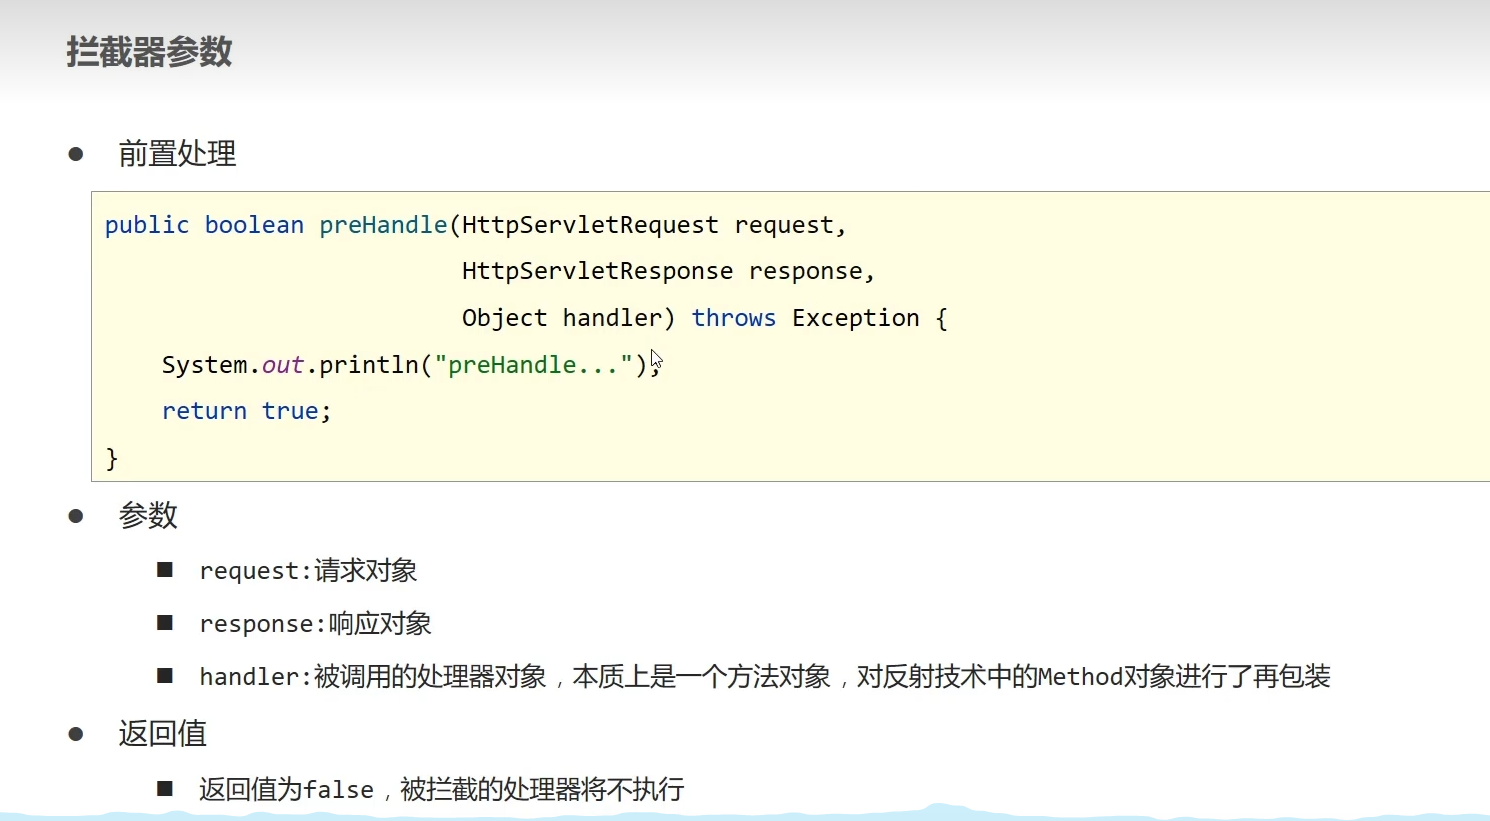 拦截器参数
● 前置处理
public boolean preHandle(HttpServletRequest request,
HttpServletResponse response,
Object handler) throws Exception {
System.out.println("preHandle...");
return true;
}
● 参数
■ request:请求对象
■ response:响应对象
■ handler:被调用的处理器对象，本质上是一个方法对象，对反射技术中的Method对象进行了再包装
● 返回值
■ 返回值为false，被拦截的处理器将不执行